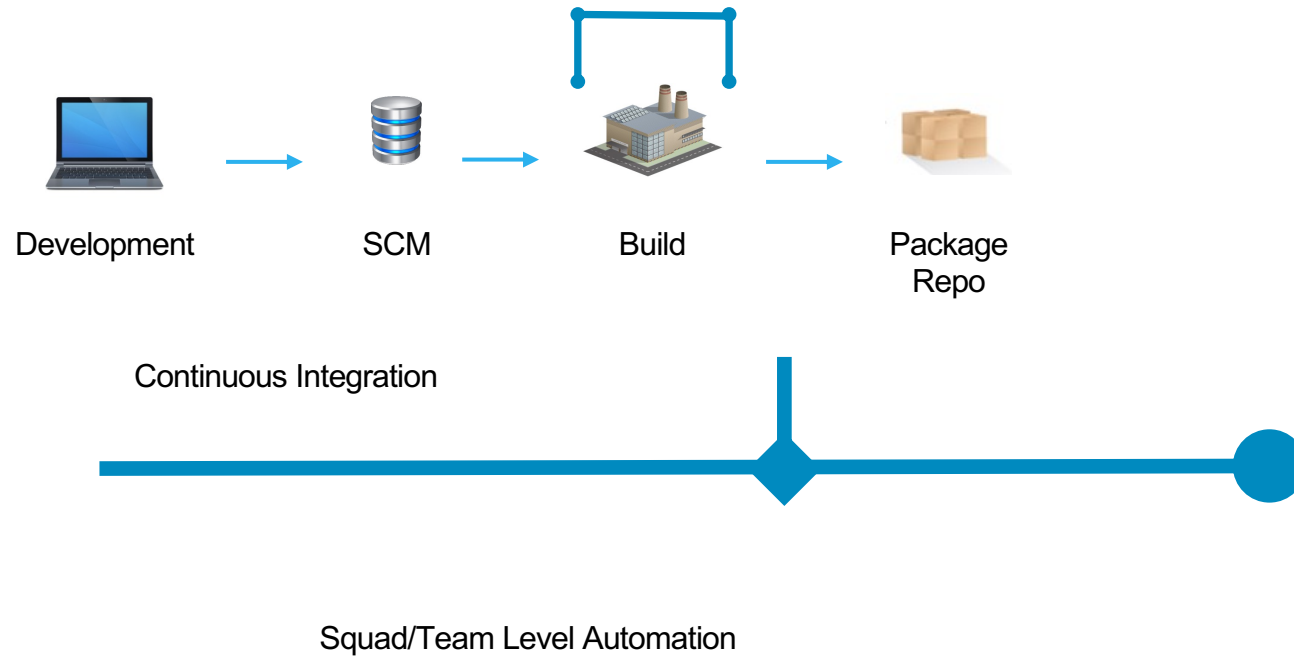 Development
SCM
Build
Package
Repo
Continuous Integration
Squad/Team Level Automation